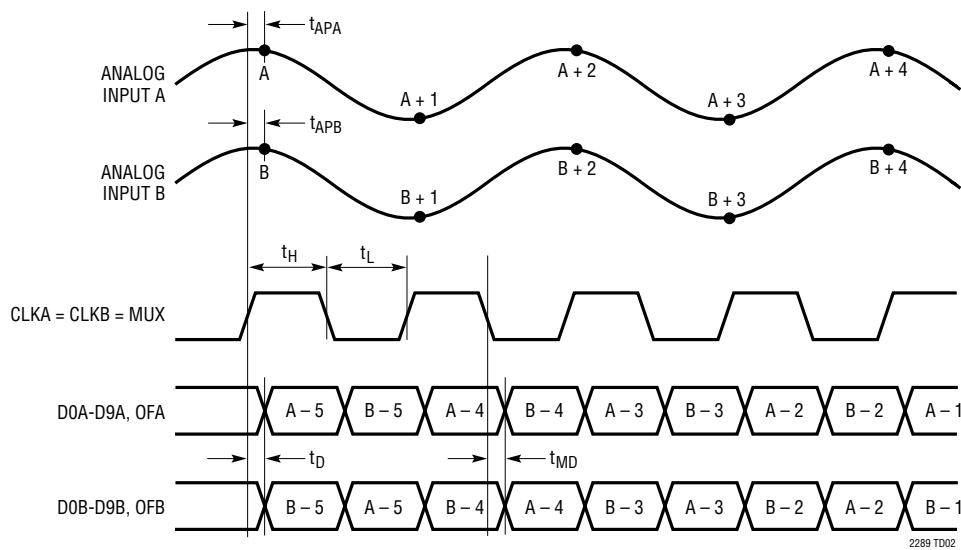 tAPA
ANALOG
INPUT A
A
A + 1
A + 2
A + 3
A + 4
tAPB
ANALOG
INPUT B
B
B + 1
B + 2
B + 3
B + 4
tH
tL
CLKA = CLKB = MUX
D0A-D9A, OFA
A – 5
B – 5
A – 4
B – 4
A – 3
B – 3
A – 2
B – 2
A – 1
tD
tMD
D0B-D9B, OFB
B – 5
A – 5
B – 4
A – 4
B – 3
A – 3
B – 2
A – 2
B – 1
2289 TD02